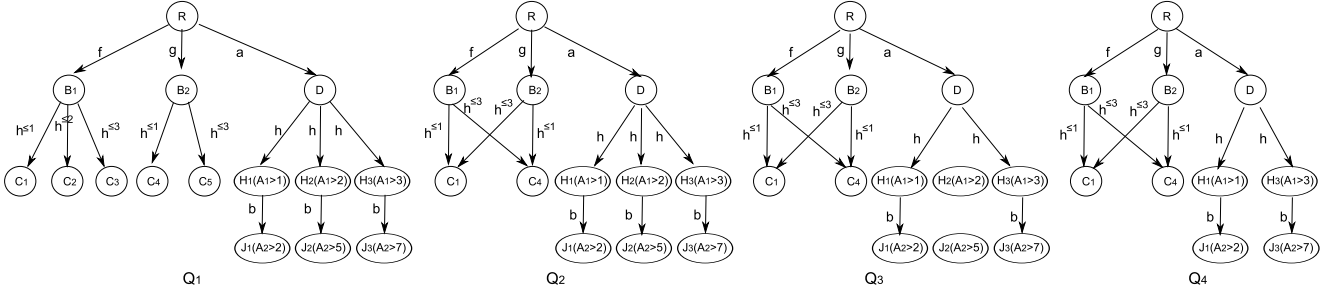 R R R R
f g a f g a f g a f g a
B1 B2 D B1 B2 D B1 B2 D B1 B2 D
h≤1 h≤2 h≤3 h≤1 h≤3 h h h h≤1 h≤3 h≤3 h≤1 h h h h≤1 h≤3 h≤3 h≤1 h h h≤1 h≤3 h≤3 h≤1 h h
C1 C2 C3 C4 C5 H1(A1>1) H2(A1>2) H3(A1>3) C1 C4 H1(A1>1) H2(A1>2) H3(A1>3) C1 C4 H1(A1>1) H2(A1>2) H3(A1>3) C1 C4 H1(A1>1) H3(A1>3)
b b b b b b b b b b
J1(A2>2) J2(A2>5) J3(A2>7) J1(A2>2) J2(A2>5) J3(A2>7) J1(A2>2) J2(A2>5) J3(A2>7) J1(A2>2) J3(A2>7)
Q1 Q2 Q3 Q4